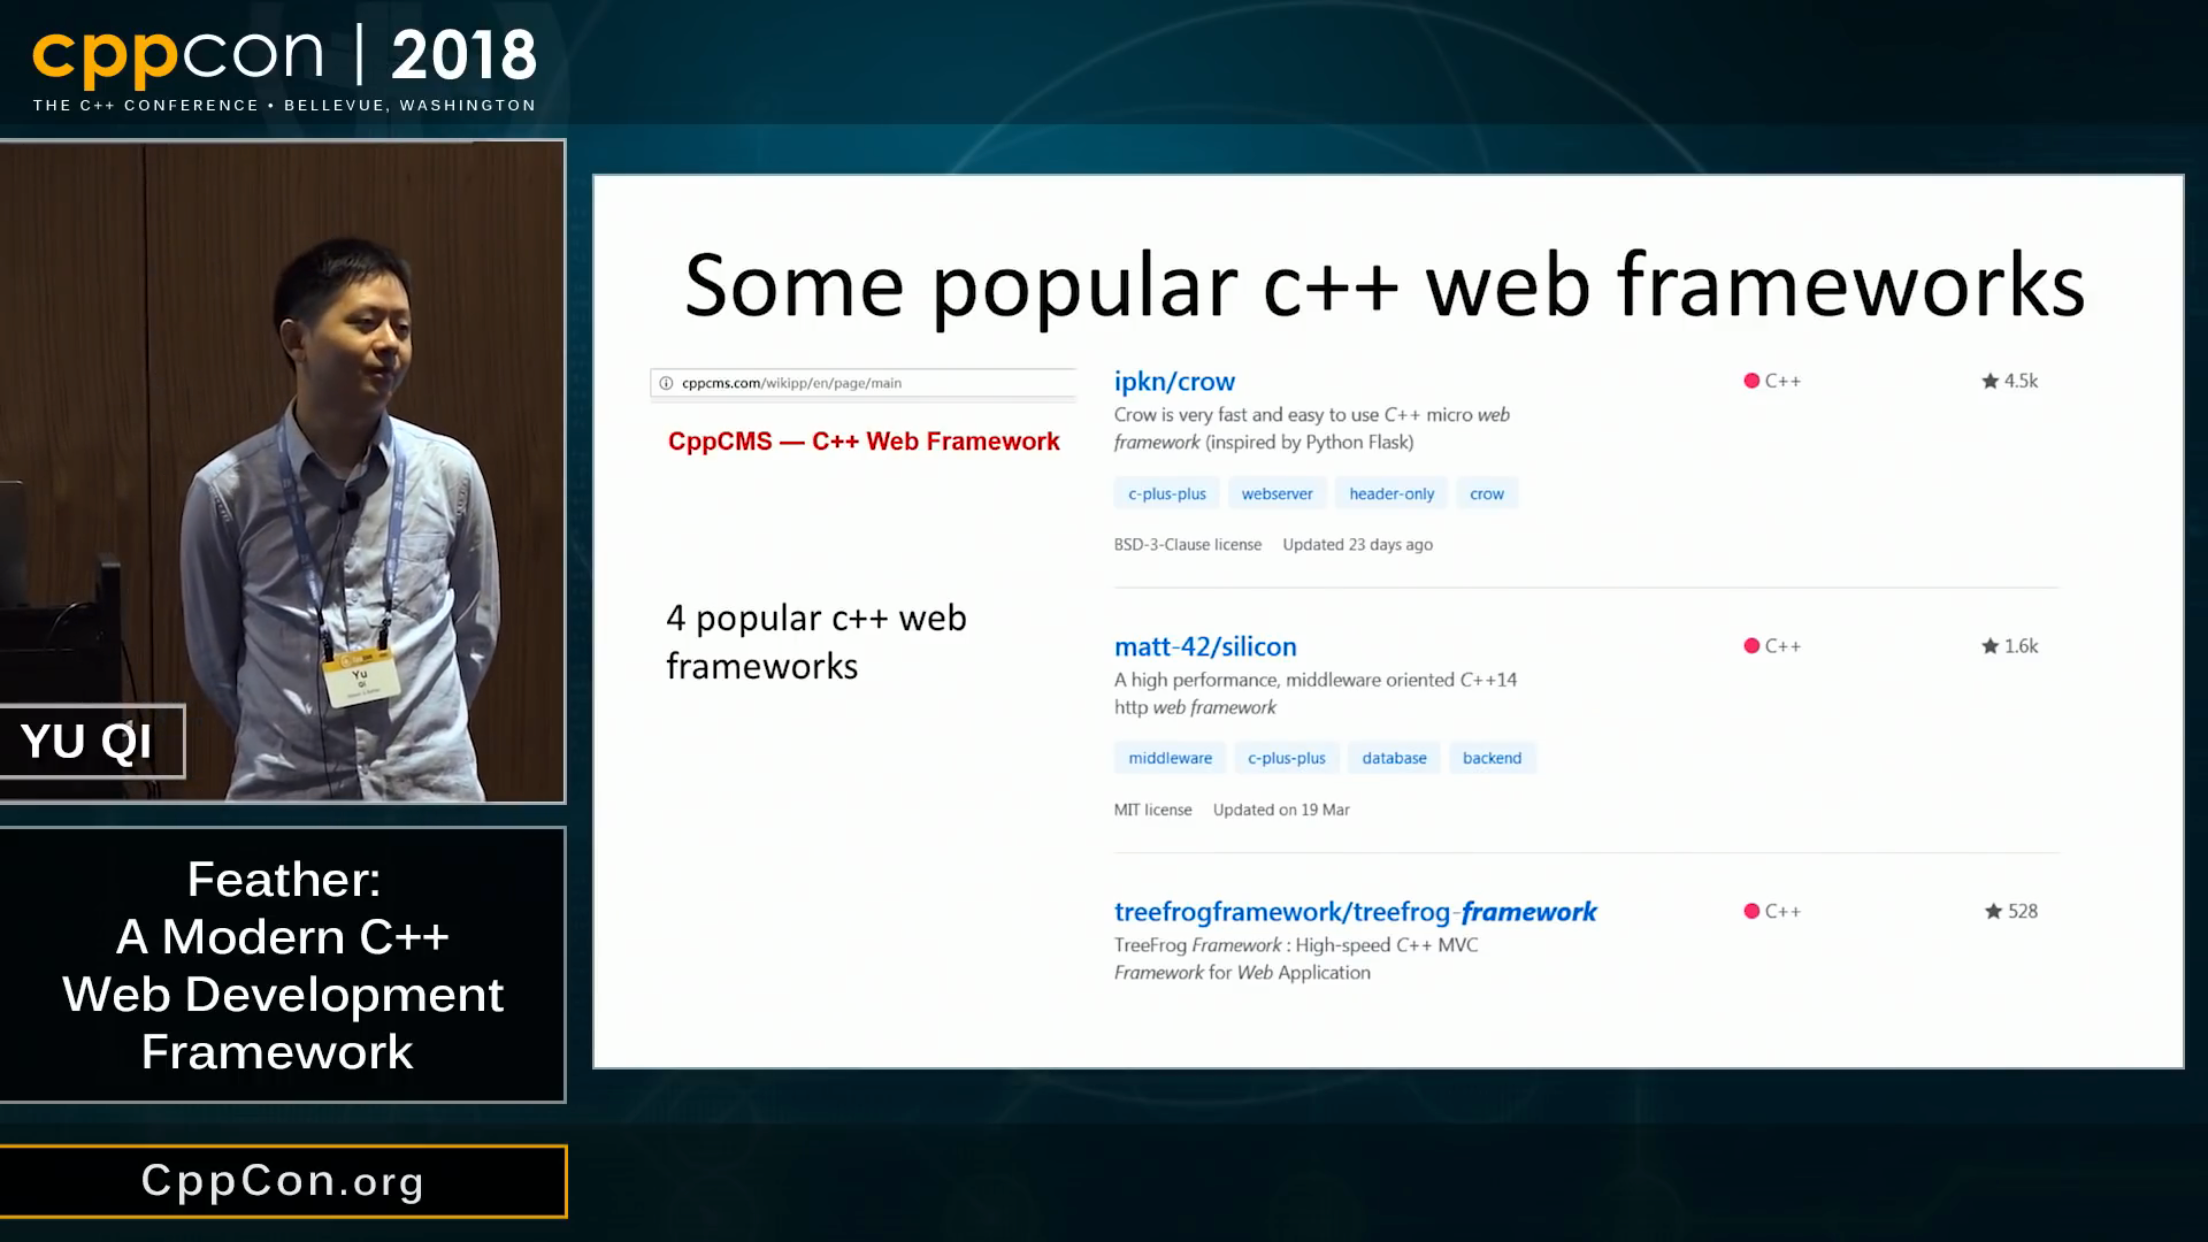 cppcon | 2018
THE C++ CONFERENCE • BELLEVUE, WASHINGTON
Yu
QI
YU QI
Feather:
A Modern C++
Web Development
Framework
CppCon.org
Some popular c++ web frameworks
cppcms.com/wikipp/en/page/main
CppCMS — C++ Web Framework
4 popular c++ web
frameworks
ipkn/crow
C++
★ 4.5k
Crow is very fast and easy to use C++ micro web
framework (inspired by Python Flask)
c-plus-plus webserver header-only crow
BSD-3-Clause license Updated 23 days ago
matt-42/silicon
C++
★ 1.6k
A high performance, middleware oriented C++14
http web framework
middleware c-plus-plus database backend
MIT license Updated on 19 Mar
treefrogframework/treefrog-framework
C++
★ 528
TreeFrog Framework : High-speed C++ MVC
Framework for Web Application